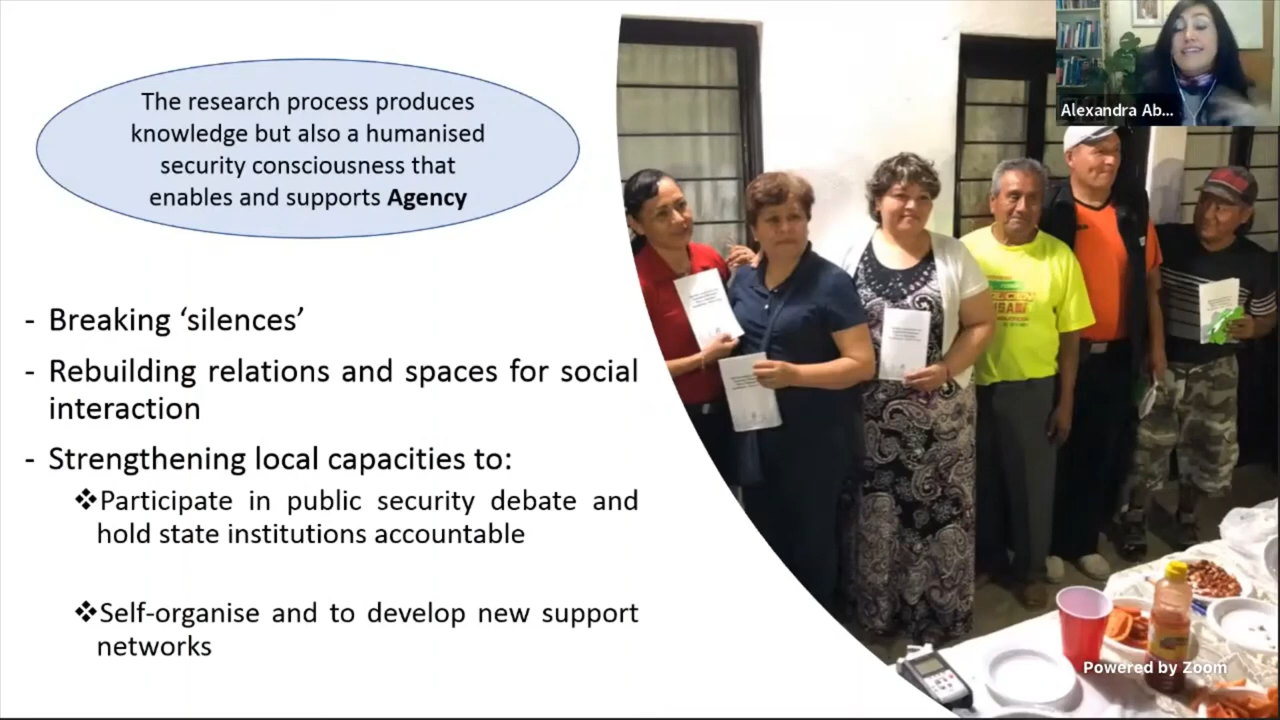 The research process produces
knowledge but also a humanised
security consciousness that
enables and supports Agency
- Breaking ‘silences’
- Rebuilding relations and spaces for social
interaction
- Strengthening local capacities to:
❖Participate in public security debate and
hold state institutions accountable
❖Self-organise and to develop new support
networks
Alexandra Ab...
Powered by Zoom